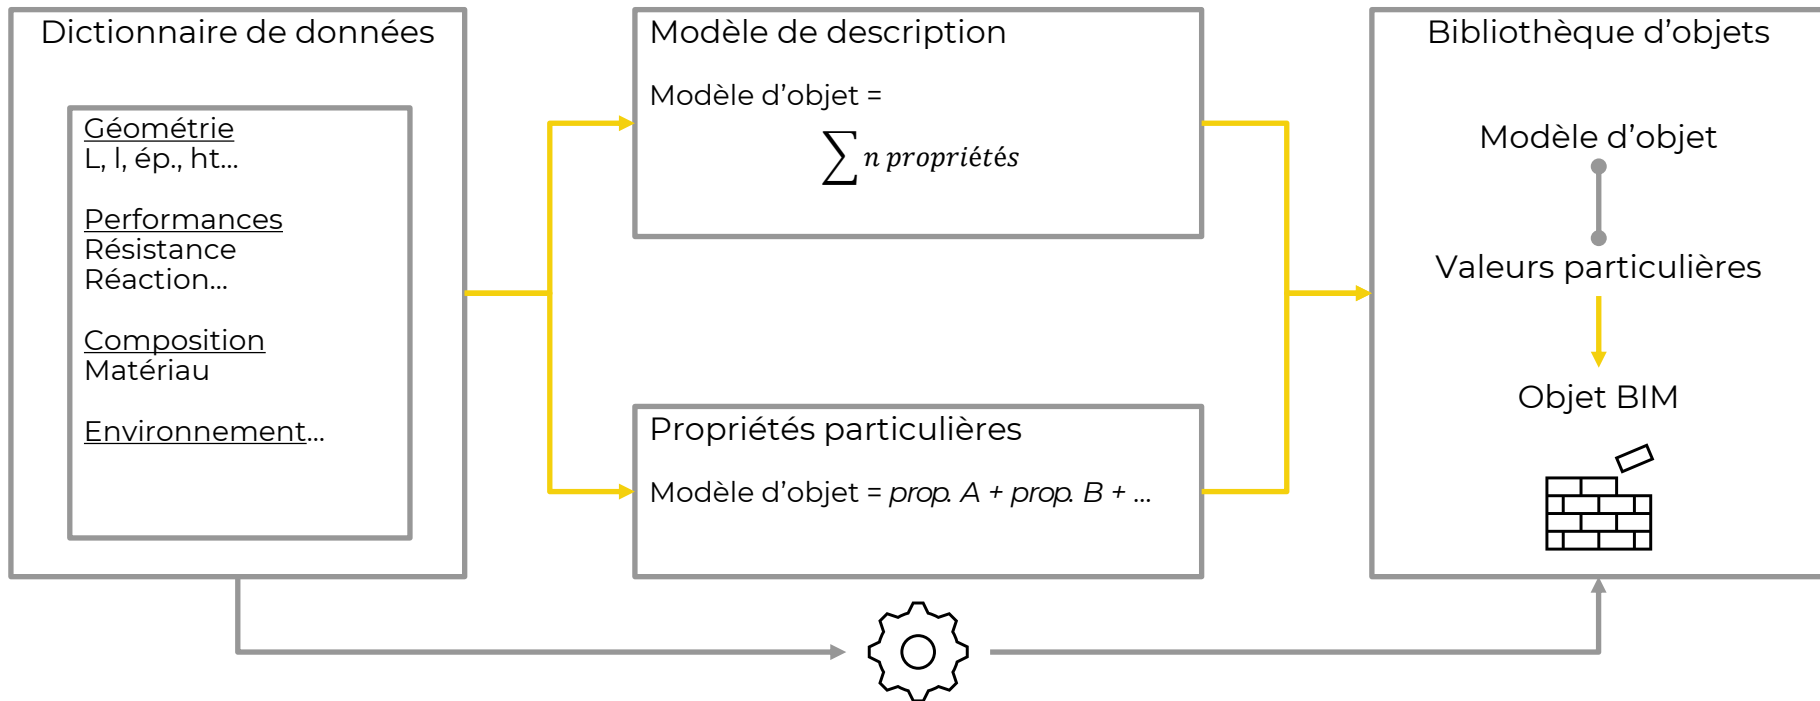 Dictionnaire de données
Géométrie
L, l, ép., ht...
Performances
Résistance
Réaction...
Composition
Matériau
Environnement...
Modèle de description
Modèle d’objet =
∑ n propriétés
Propriétés particulières
Modèle d’objet = prop. A + prop. B + ...
Bibliothèque d’objets
Modèle d’objet
Valeurs particulières
Objet BIM